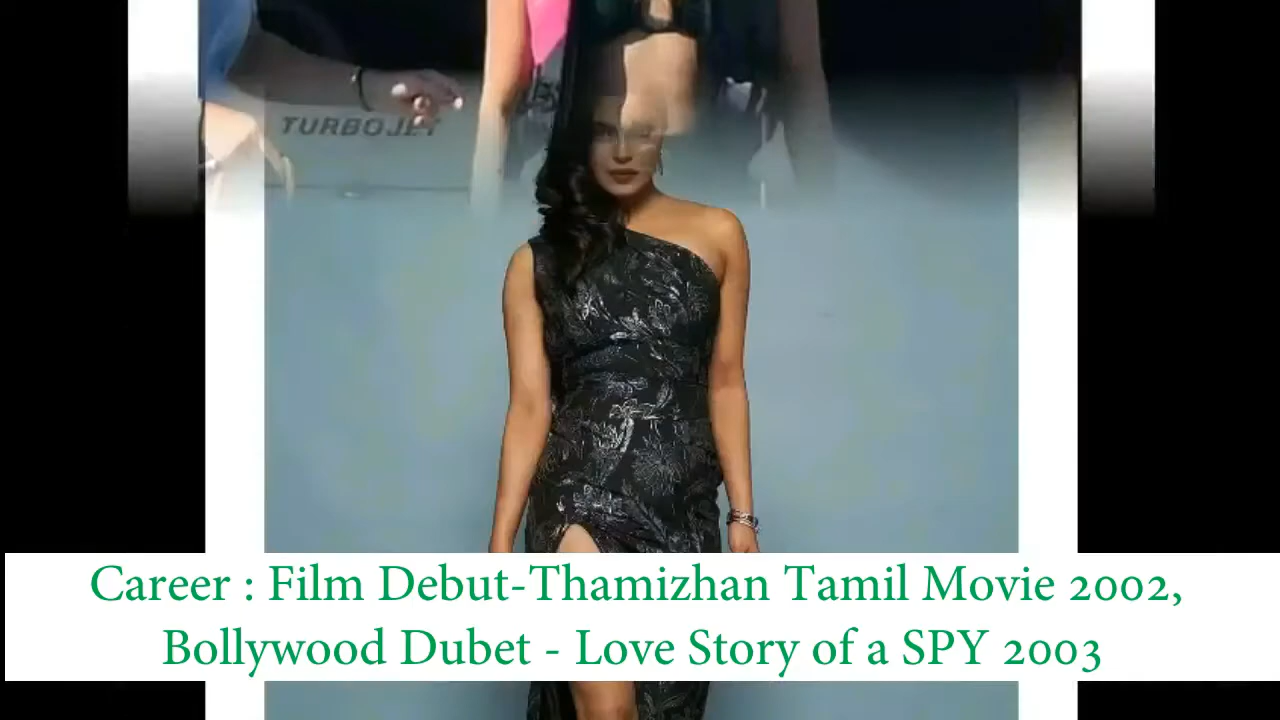 TURBOJET
Career : Film Debut-Thamizhan Tamil Movie 2002,
Bollywood Dubet - Love Story of a SPY 2003